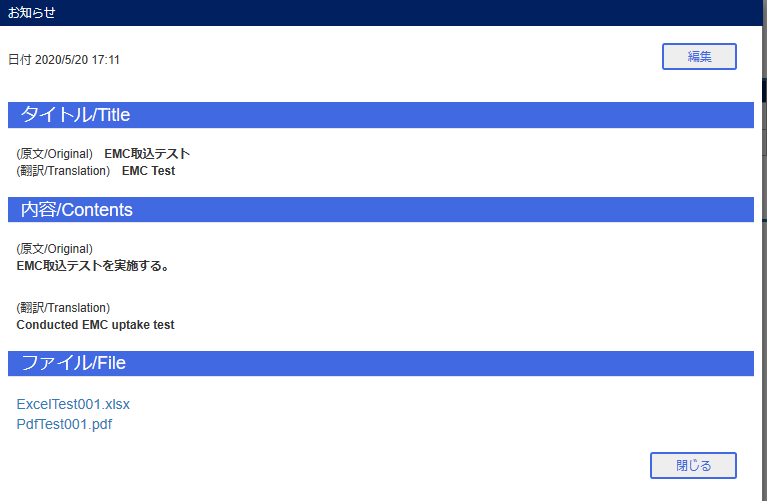 お知らせ
日付 2020/5/20 17:11
編集
タイトル/Title
(原文/Original) EMC取込テスト
(翻訳/Translation) EMC Test
内容/Contents
(原文/Original)
EMC取込テストを実施する。
(翻訳/Translation)
Conducted EMC uptake test
ファイル/File
ExcelTest001.xlsx
PdfTest001.pdf
閉じる